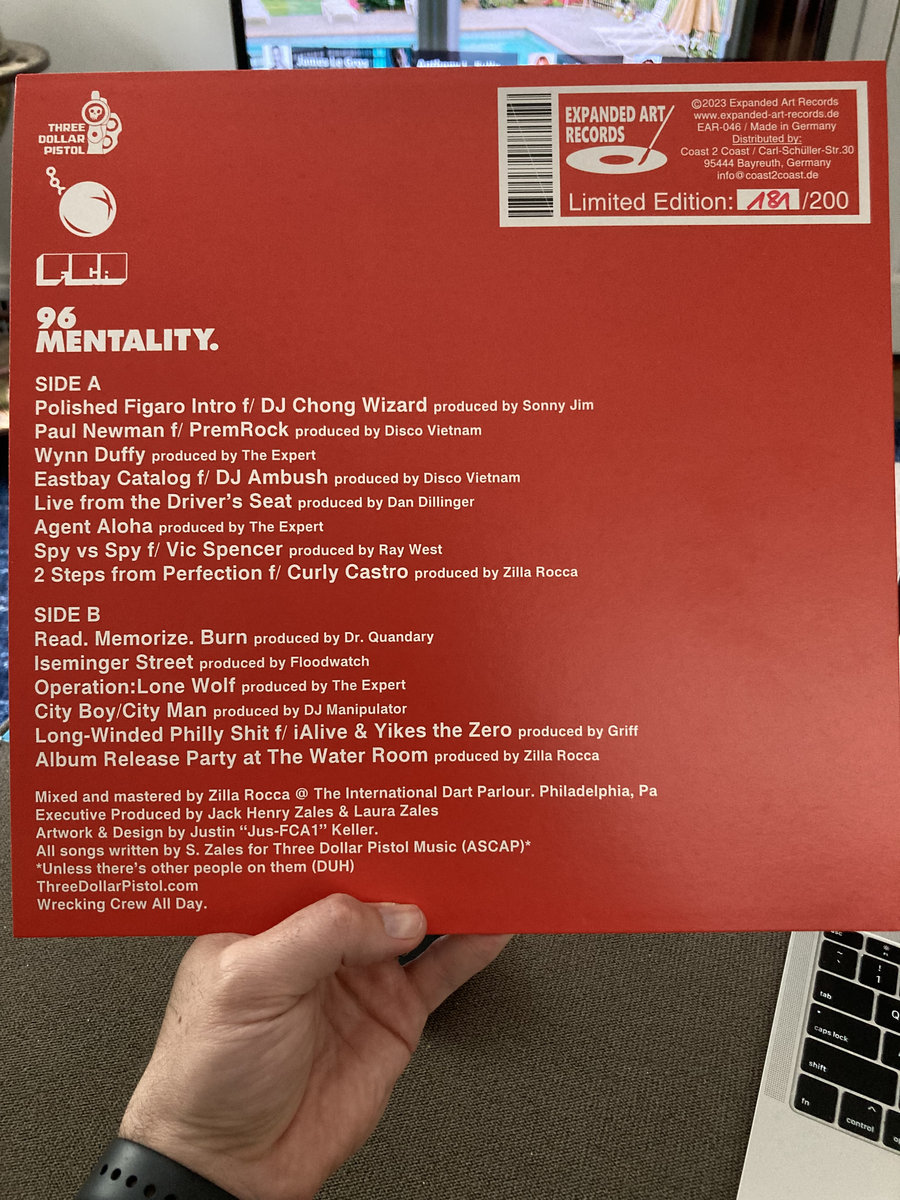 THREE
DOLLAR
PISTOL
96
MENTALITY.
EXPANDED ART
RECORDS
©2023 Expanded Art Records
www.expanded-art-records.de
EAR-046 / Made in Germany
Distributed by:
Coast 2 Coast / Carl-Schüller-Str.30
95444 Bayreuth, Germany
info@coast2coast.de
Limited Edition: 181 /200
SIDE A
Polished Figaro Intro f/ DJ Chong Wizard produced by Sonny Jim
Paul Newman f/ PremRock produced by Disco Vietnam
Wynn Duffy produced by The Expert
Eastbay Catalog f/ DJ Ambush produced by Disco Vietnam
Live from the Driver's Seat produced by Dan Dillinger
Agent Aloha produced by The Expert
Spy vs Spy f/ Vic Spencer produced by Ray West
2 Steps from Perfection f/ Curly Castro produced by Zilla Rocca
SIDE B
Read. Memorize. Burn produced by Dr. Quandary
Iseminger Street produced by Floodwatch
Operation:Lone Wolf produced by The Expert
City Boy/City Man produced by DJ Manipulator
Long-Winded Philly Shit f/ iAlive & Yikes the Zero produced by Griff
Album Release Party at The Water Room produced by Zilla Rocca
Mixed and mastered by Zilla Rocca @ The International Dart Parlour. Philadelphia, Pa
Executive Produced by Jack Henry Zales & Laura Zales
Artwork & Design by Justin “Jus-FCA1” Keller.
All songs written by S. Zales for Three Dollar Pistol Music (ASCAP)*
*Unless there's other people on them (DUH)
ThreeDollarPistol.com
Wrecking Crew All Day.
esc
~
!
1
tab
Q
caps lock
shift
fn
control